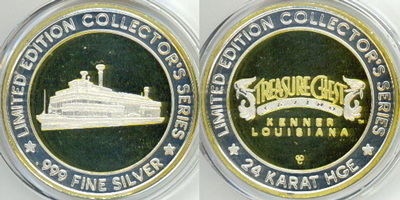 LIMITED EDITION COLLECTOR'S SERIES
.999 FINE SILVER
LIMITED EDITION COLLECTOR'S SERIES
TREASURE CHEST
CASINO
KENNER
LOUISIANA
24 KARAT HGE